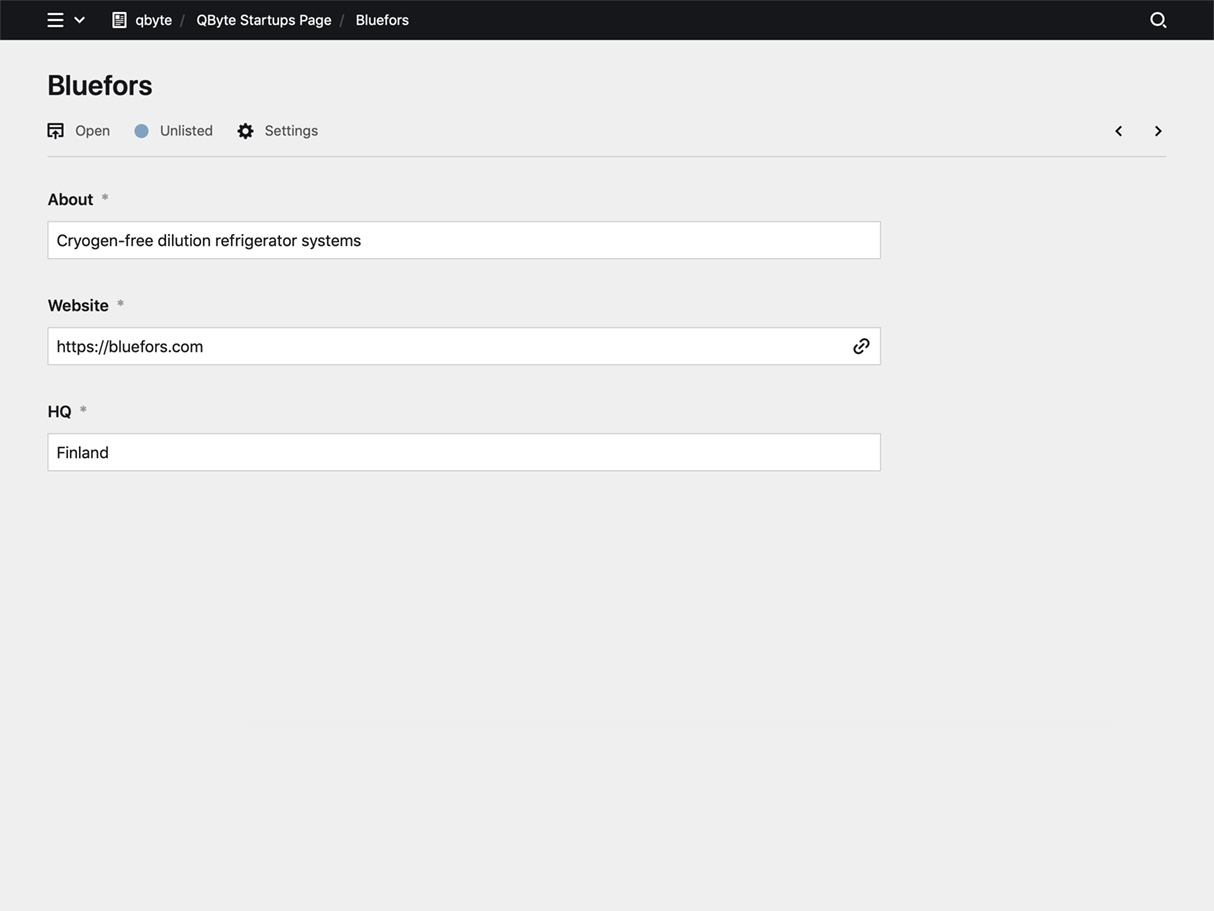 qbyte / QByte Startups Page / Bluefors
Bluefors
Open Unlisted Settings
About *
Cryogen-free dilution refrigerator systems
Website *
https://bluefors.com
HQ *
Finland